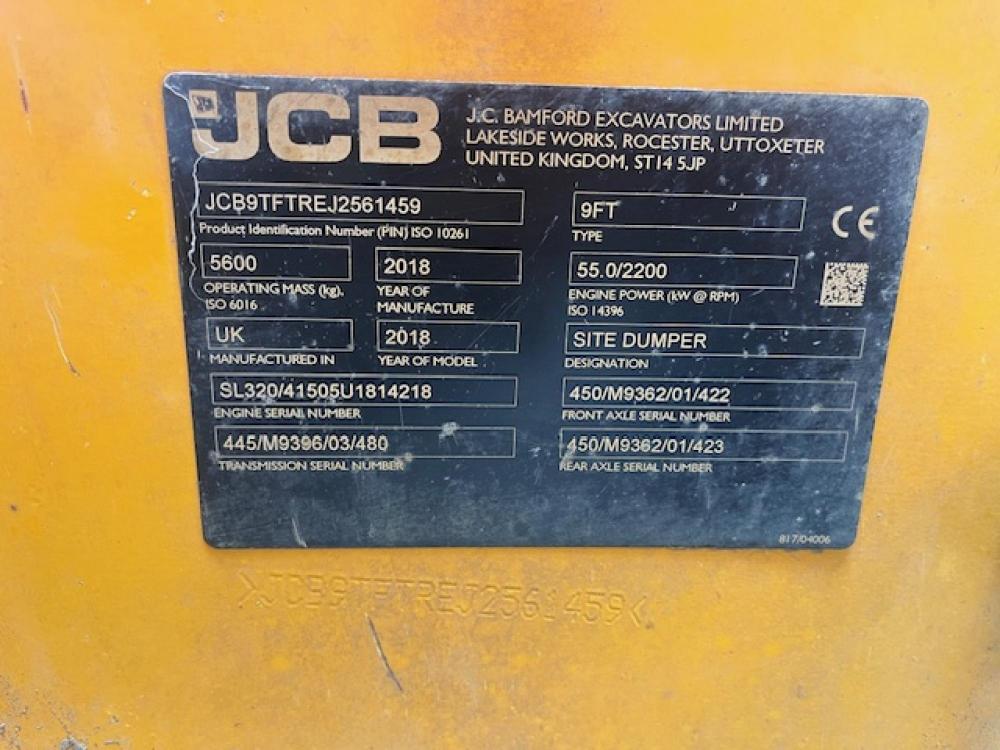 JCB
J.C. BAMFORD EXCAVATORS LIMITED
LAKESIDE WORKS, ROCESTER, UTTOXETER
UNITED KINGDOM, ST14 5JP
JCB9TFTREJ2561459
Product Identification Number (PIN) ISO 10261
9FT
TYPE
CE
5600
OPERATING MASS (kg),
ISO 6016
2018
YEAR OF
MANUFACTURE
55.0/2200
ENGINE POWER (kW @ RPM)
ISO 14396
UK
MANUFACTURED IN
2018
YEAR OF MODEL
SITE DUMPER
DESIGNATION
SL320/41505U1814218
ENGINE SERIAL NUMBER
450/M9362/01/422
FRONT AXLE SERIAL NUMBER
445/M9396/03/480
TRANSMISSION SERIAL NUMBER
450/M9362/01/423
REAR AXLE SERIAL NUMBER
817/04006
>JCB9TFTREJ2561459<